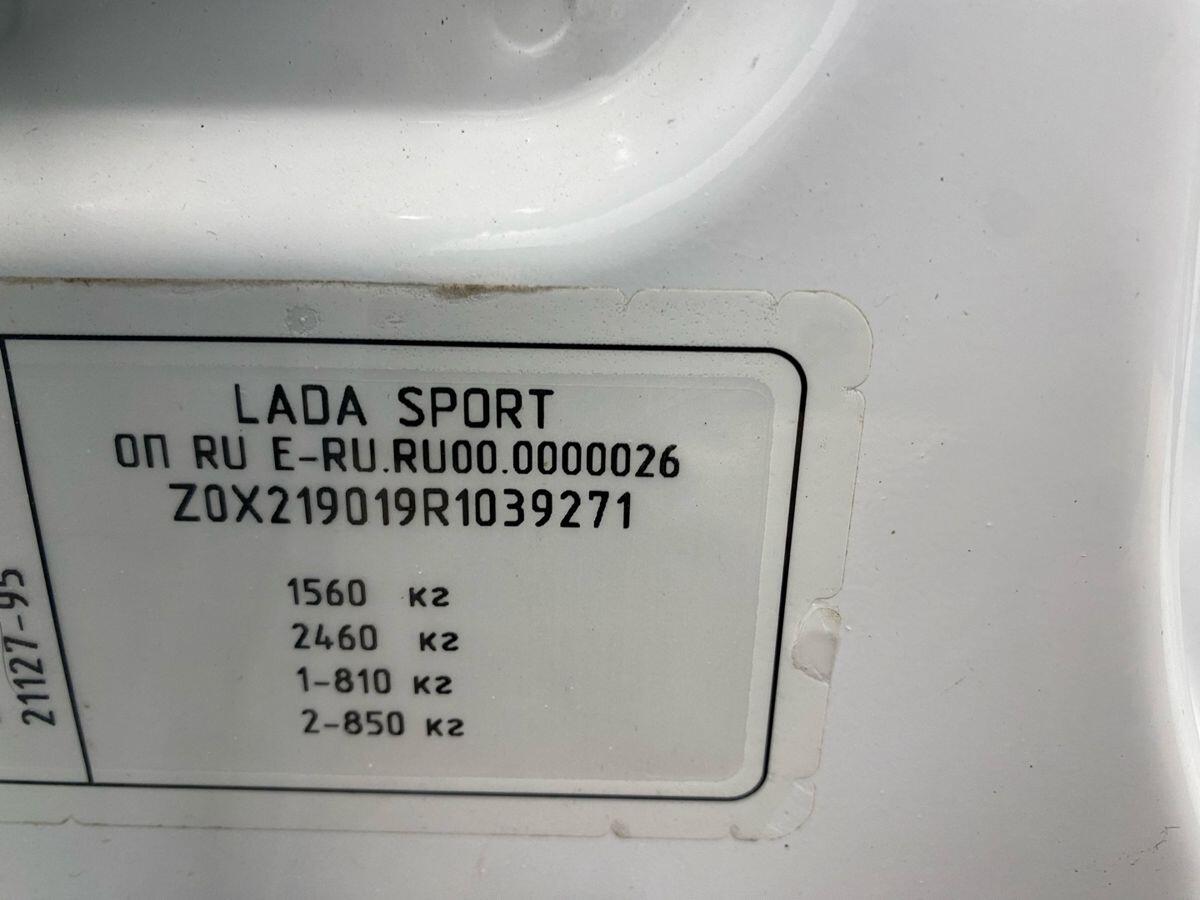 LADA SPORT
ОП RU E-RU.RU00.0000026
Z0X219019R1039271
1560 кг
2460 кг
1-810 кг
2-850 кг
21127-95